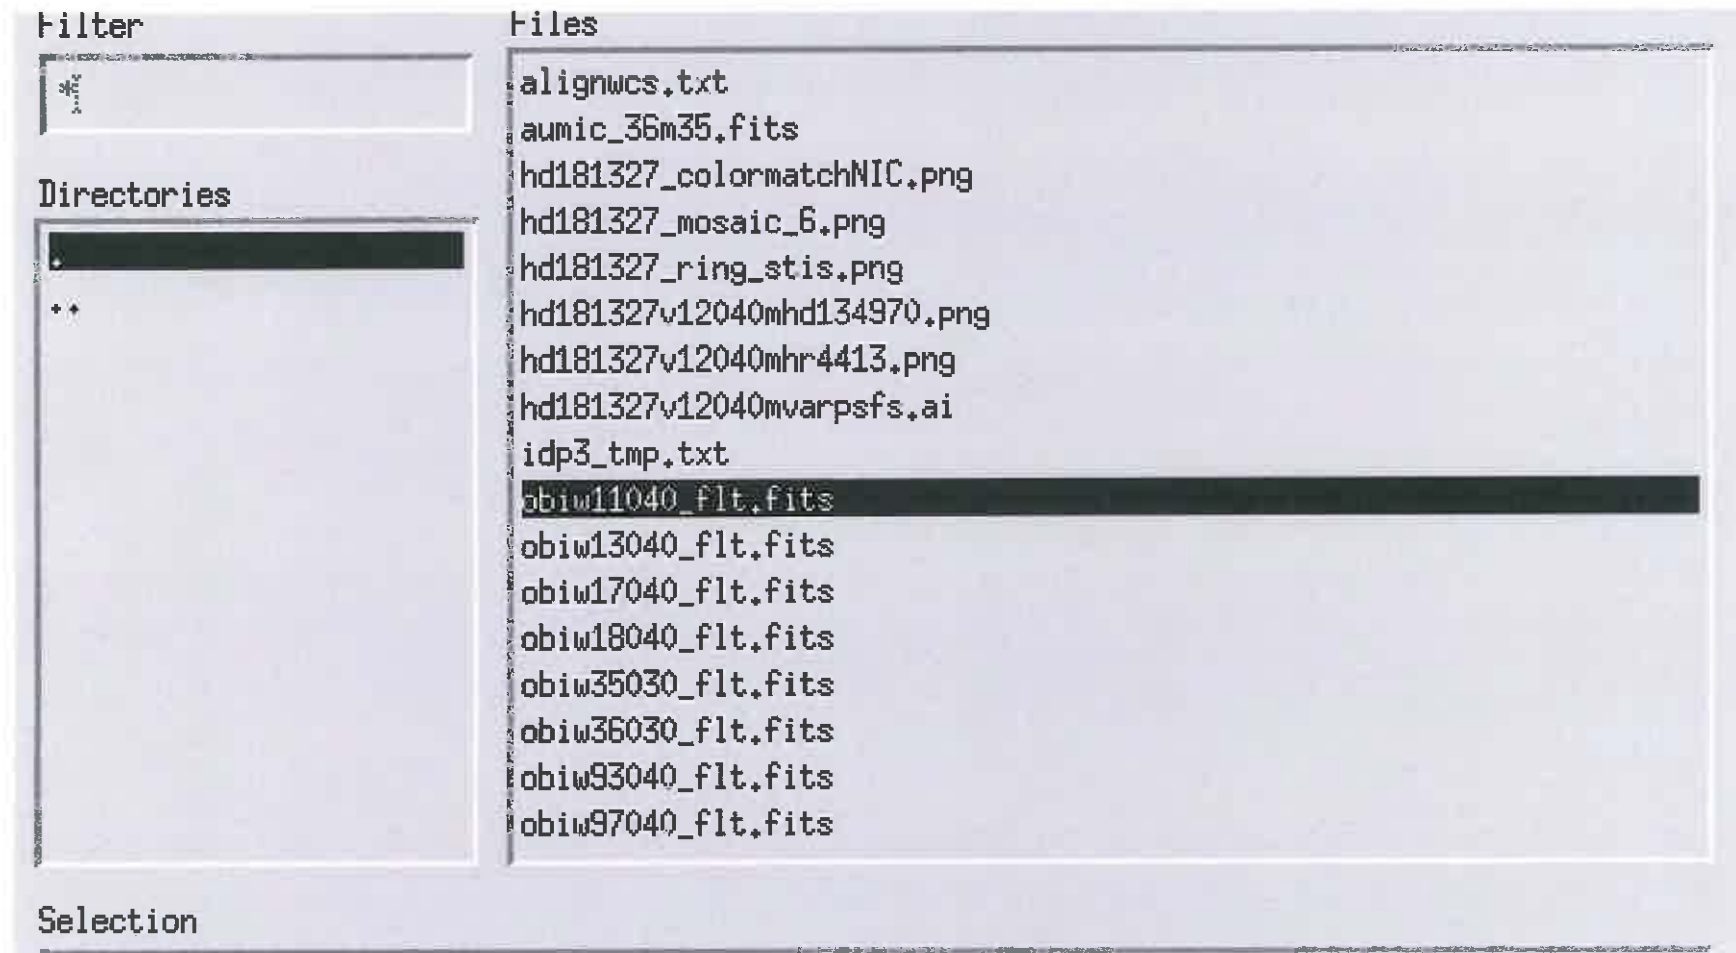 Filter
*
Directories
.
..
Files
alignwcs.txt
aumic_36m35.fits
hd181327_colormatchNIC.png
hd181327_mosaic_6.png
hd181327_ring_stis.png
hd181327v12040mhd134970.png
hd181327v12040mhr4413.png
hd181327v12040mvarpsfs.ai
idp3_tmp.txt
obiw11040_flt.fits
obiw13040_flt.fits
obiw17040_flt.fits
obiw18040_flt.fits
obiw35030_flt.fits
obiw36030_flt.fits
obiw93040_flt.fits
obiw97040_flt.fits
Selection